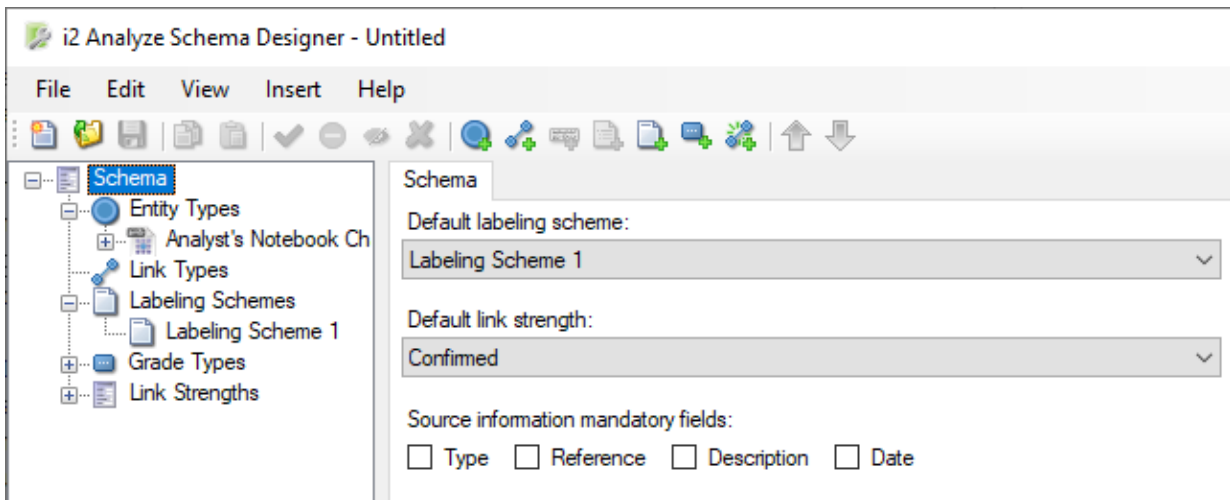 i2 Analyze Schema Designer - Untitled
File Edit View Insert Help
Schema
Entity Types
Analyst's Notebook Ch
Link Types
Labeling Schemes
Labeling Scheme 1
Grade Types
Link Strengths
Schema
Default labeling scheme:
Labeling Scheme 1
Default link strength:
Confirmed
Source information mandatory fields:
Type Reference Description Date